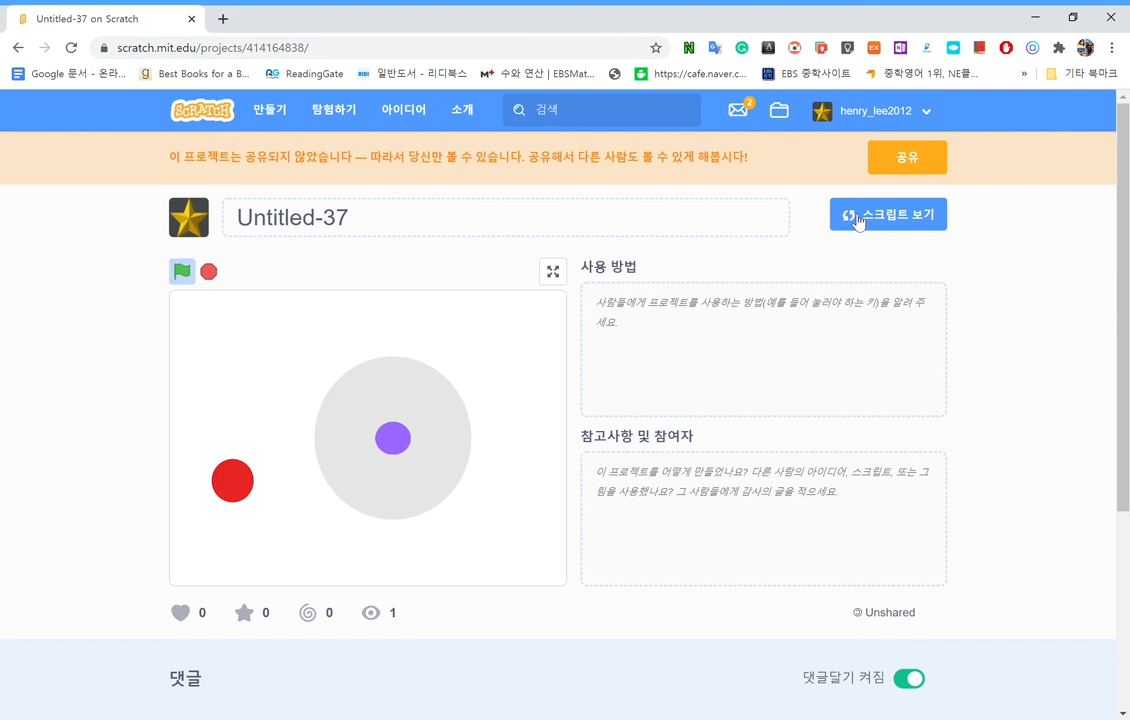 Untitled-37 on Scratch
scratch.mit.edu/projects/414164838/
Google 문서 - 온라...
Best Books for a B...
ReadingGate
일반도서 - 리디북스
수와 연산 | EBSMat...
https://cafe.naver.c...
EBS 중학사이트
중학영어 1위, NE클...
»
기타 북마크
SCRATCH
만들기
탐험하기
아이디어
소개
검색
2
henry_lee2012
이 프로젝트는 공유되지 않았습니다 — 따라서 당신만 볼 수 있습니다. 공유해서 다른 사람도 볼 수 있게 해봅시다!
공유
Untitled-37
스크립트 보기
사용 방법
사람들에게 프로젝트를 사용하는 방법(예를 들어 눌러야 하는 키)을 알려 주
세요.
참고사항 및 참여자
이 프로젝트를 어떻게 만들었나요? 다른 사람의 아이디어, 스크립트, 또는 그
림을 사용했나요? 그 사람들에게 감사의 글을 적으세요.
0
0
0
1
Unshared
댓글
댓글달기 켜짐